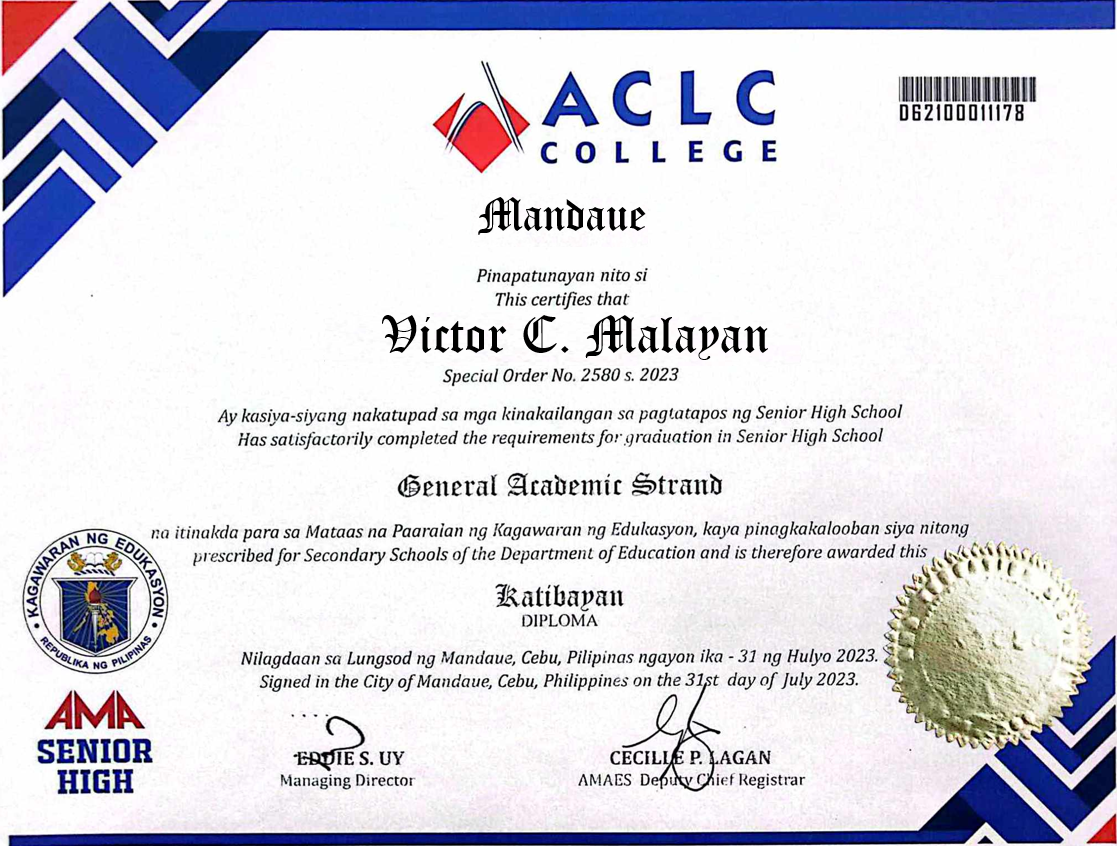 ACLC
COLLEGE
D62100011178
Mandaue
Pinapatunayan nito si
This certifies that
Victor C. Malayan
Special Order No. 2580 s. 2023
Ay kasiya-siyang nakatupad sa mga kinakailangan sa pagtatapos ng Senior High School
Has satisfactorily completed the requirements for graduation in Senior High School
General Academic Strand
na itinakda para sa Mataas na Paaralan ng Kagawaran ng Edukasyon, kaya pinagkakalooban siya nitong
prescribed for Secondary Schools of the Department of Education and is therefore awarded this
Katibayan
DIPLOMA
KAGAWARAN NG EDUKASYON
REPUBLIKA NG PILIPINAS
Nilagdaan sa Lungsod ng Mandaue, Cebu, Pilipinas ngayon ika - 31 ng Hulyo 2023.
Signed in the City of Mandaue, Cebu, Philippines on the 31st day of July 2023.
AMA
SENIOR
HIGH
EDDIE S. UY
Managing Director
CECILLE P. LAGAN
AMAES Deputy Chief Registrar